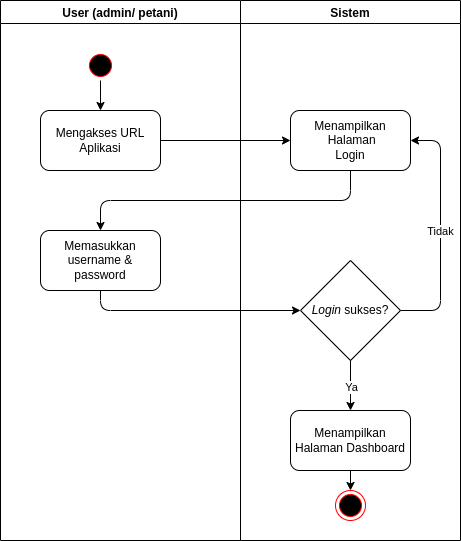 User (admin/ petani)
Sistem
Mengakses URL
Aplikasi
Menampilkan
Halaman
Login
Memasukkan
username &
password
Login sukses?
Tidak
Ya
Menampilkan
Halaman Dashboard